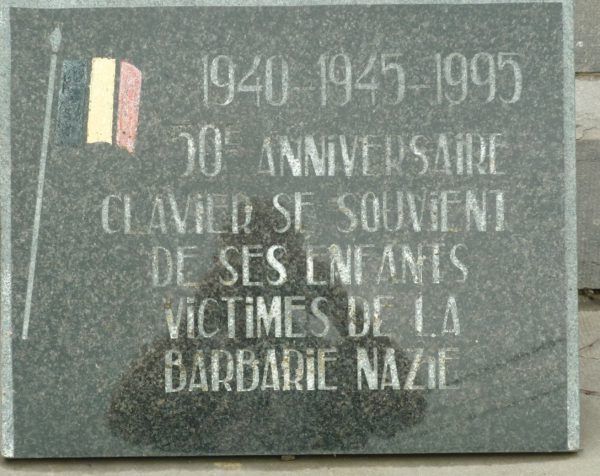 1940-1945-1995
50E ANNIVERSAIRE
CLAVIER SE SOUVIENT
DE SES ENFANTS
VICTIMES DE LA
BARBARIE NAZIE